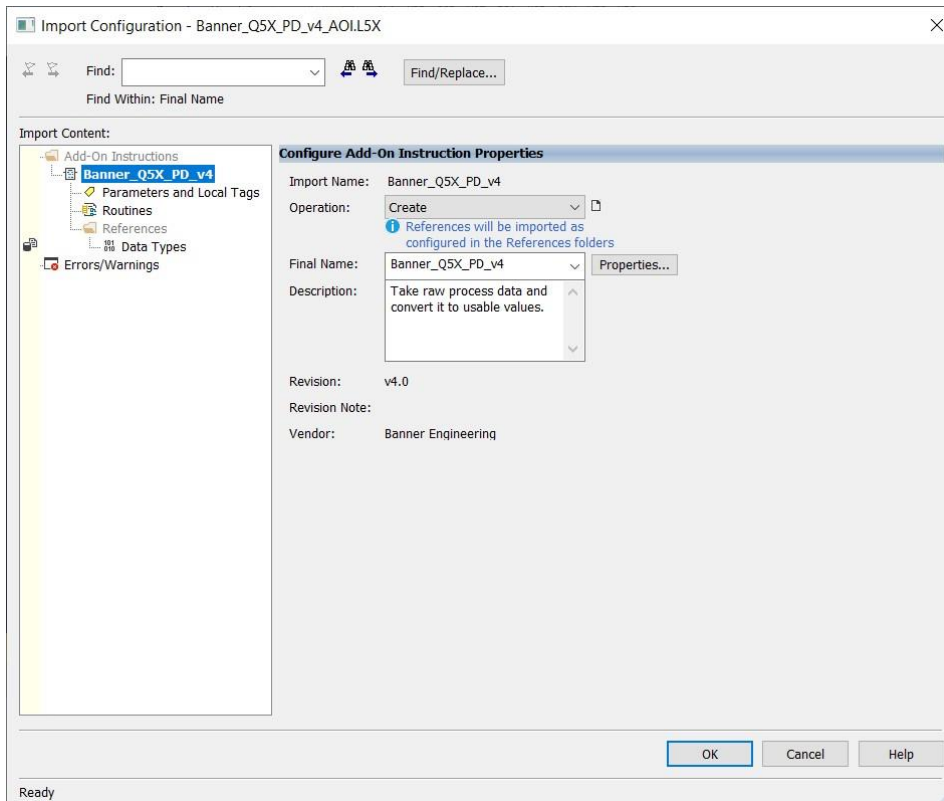 Import Configuration - Banner_Q5X_PD_v4_AOI.L5X
Find:
Find/Replace...
Find Within: Final Name
Import Content:
Add-On Instructions
Banner_Q5X_PD_v4
Parameters and Local Tags
Routines
References
Data Types
Errors/Warnings
Configure Add-On Instruction Properties
Import Name: Banner_Q5X_PD_v4
Operation: Create
References will be imported as
configured in the References folders
Final Name: Banner_Q5X_PD_v4 Properties...
Description: Take raw process data and
convert it to usable values.
Revision: v4.0
Revision Note:
Vendor: Banner Engineering
OK Cancel Help
Ready